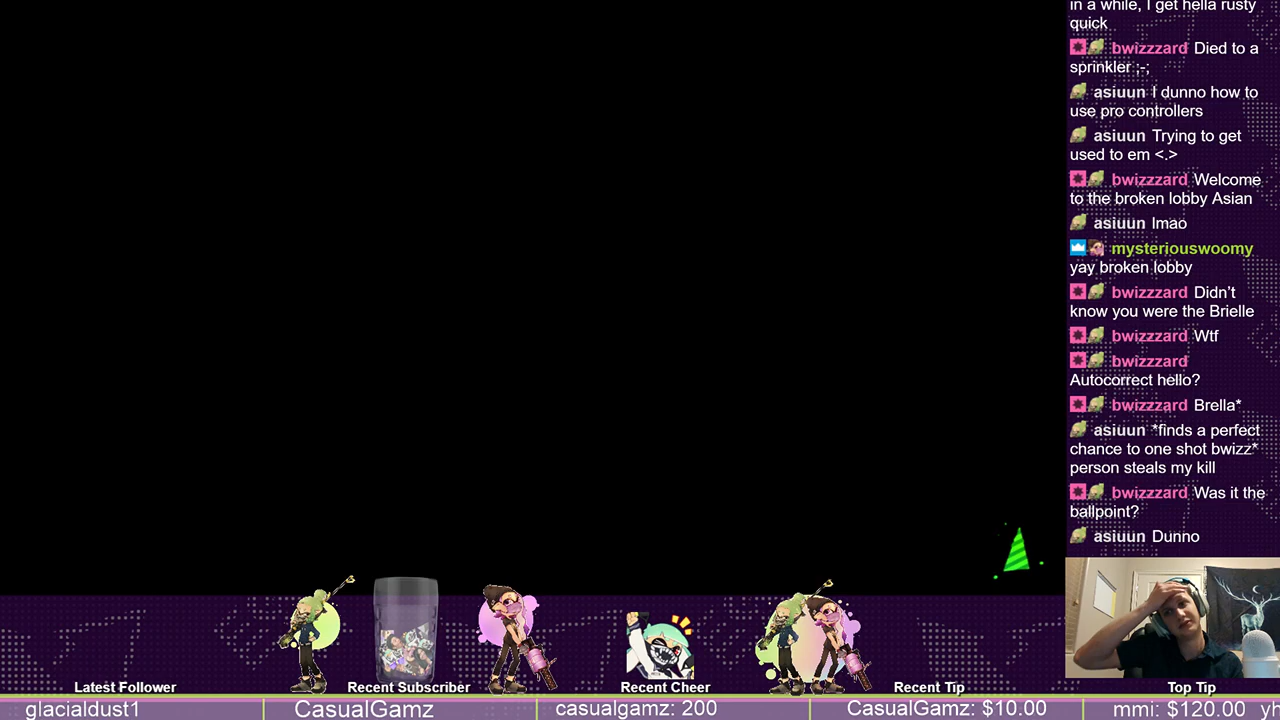 in a while, I get hella rusty
quick
bwizzzard Died to a
sprinkler ;-;
asiuun I dunno how to
use pro controllers
asiuun Trying to get
used to em <.>
bwizzzard Welcome
to the broken lobby Asian
asiuun lmao
mysteriouswoomy
yay broken lobby
bwizzzard Didn't
know you were the Brielle
bwizzzard Wtf
bwizzzard
Autocorrect hello?
bwizzzard Brella*
asiuun *finds a perfect
chance to one shot bwizz*
person steals my kill
bwizzzard Was it the
ballpoint?
asiuun Dunno
Latest Follower
Recent Subscriber
Recent Cheer
Recent Tip
Top Tip
glacialdust1
CasualGamz
casualgamz: 200
CasualGamz: $10.00
mmi: $120.00 yh